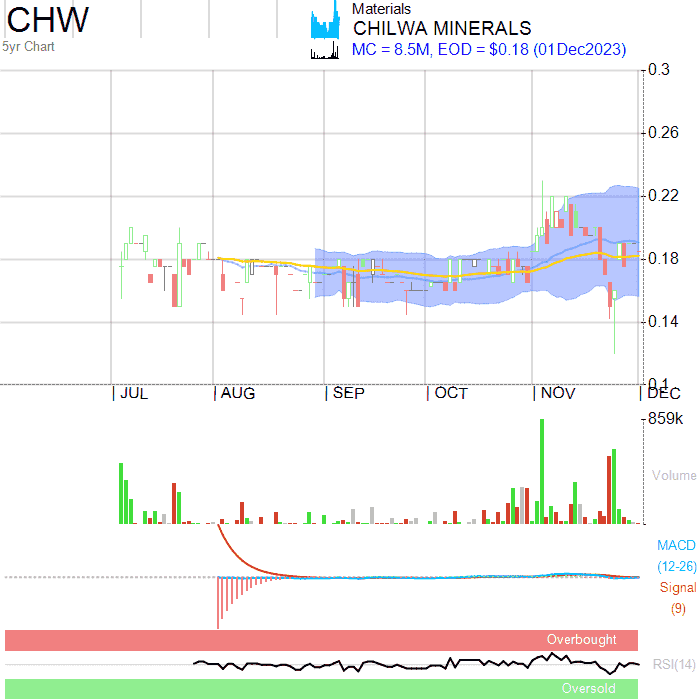 CHW
5yr Chart
Materials
CHILWA MINERALS
MC = 8.5M, EOD = $0.18 (01Dec2023)
0.3
0.26
0.22
0.18
0.14
0.1
JUL AUG SEP OCT NOV DEC
859k
Volume
MACD
(12-26)
Signal
(9)
Overbought
RSI(14)
Oversold